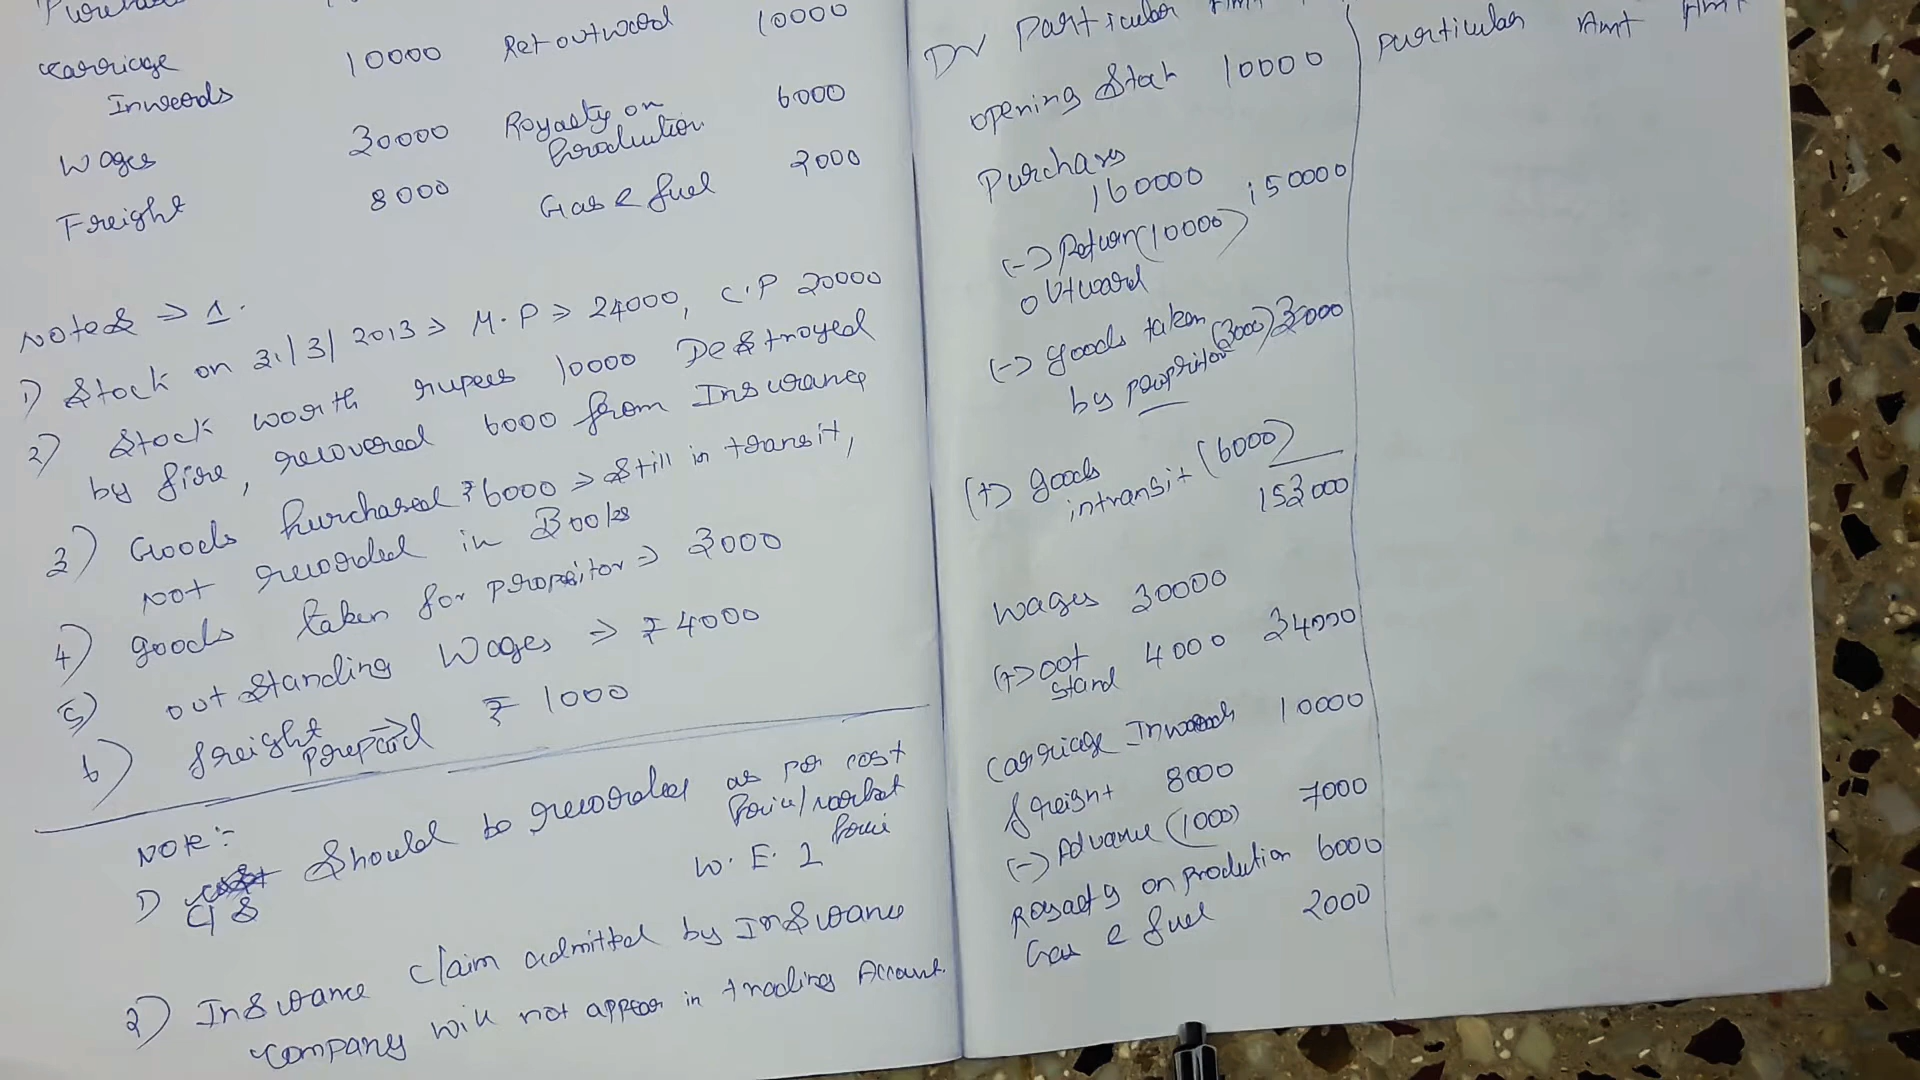 Carriage Inwards 10000 Ret outward 10000
Wages 30000 Royalty on Production 6000
Freight 8000 Gas & fuel 2000
Notes => 1.
1) Stock on 31/3/2013 => M.P => 24000, C.P 20000
2) Stock worth rupees 10000 Destroyed
by fire, recovered 6000 from Insurance
3) Goods Purchased ₹6000 => Still in transit,
not recorded in Books
4) goods taken for propritor => 3000
5) outstanding Wages => ₹ 4000
6) freight prepaid => ₹ 1000
NOTE:-
1) C/S Should be recorded as per cost
Price/market Price
W.E.L
2) Insurance claim admitted by Insurance
Company will not appear in trading Account.
Dr Particular Amt
Particular Amt Amt
opening Stock 10000
Purchases
160000 150000
(-) Return (10000)
outward
(-) goods taken (3000) 3000
by propritor
(+) goods
intransit (6000)
153000
Wages 30000
(+) out
stand 4000 34000
Carriage Inwards 10000
freight 8000
(-) Advance (1000) 7000
Royalty on prodution 6000
Gas & fuel 2000